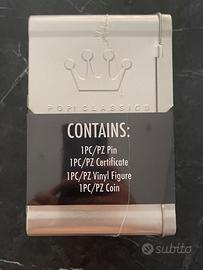 POP! CLASSICS
CONTAINS:
1PC/PZ Pin
1PC/PZ Certificate
1PC/PZ Vinyl Figure
1PC/PZ Coin
subito